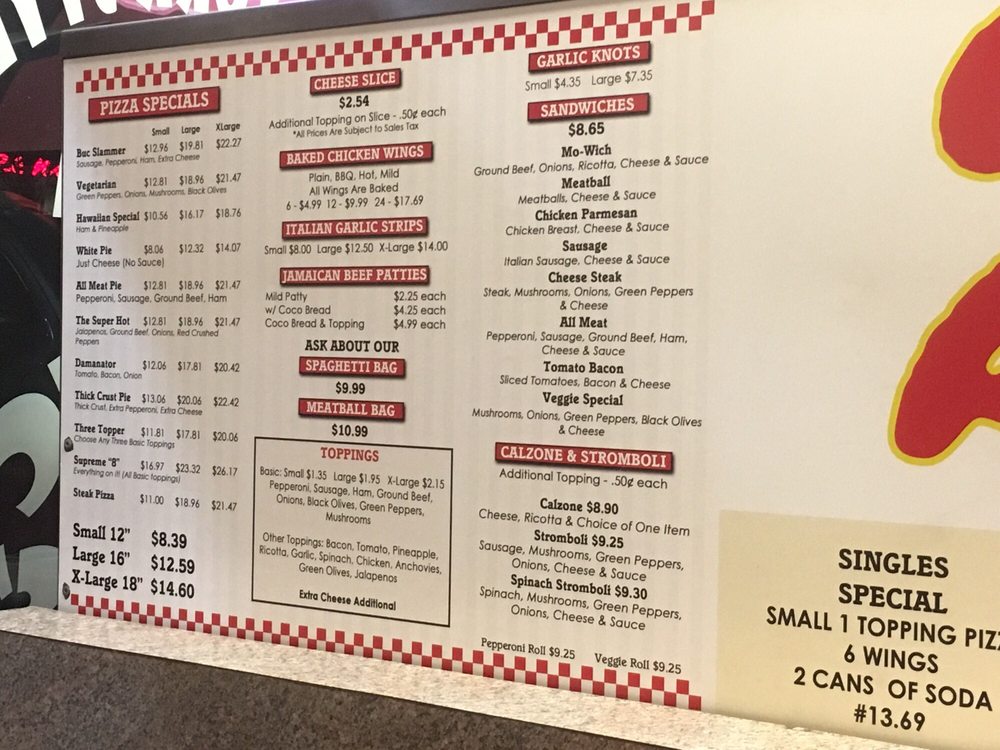 PIZZA SPECIALS
Small Large XLarge
Buc Slammer $12.96 $19.81 $22.27
Sausage, Pepperoni, Ham, Extra Cheese
Vegetarian $12.81 $18.96 $21.47
Green Peppers, Onions, Mushrooms, Black Olives
Hawaiian Special $10.56 $16.17 $18.76
Ham & Pineapple
White Pie $8.06 $12.32 $14.07
Just Cheese (No Sauce)
All Meat Pie $12.81 $18.96 $21.47
Pepperoni, Sausage, Ground Beef, Ham
The Super Hot $12.81 $18.96 $21.47
Jalapenos, Ground Beef, Onions, Red Crushed
Peppers
Damanator $12.06 $17.81 $20.42
Tomato, Bacon, Onion
Thick Crust Pie $13.06 $20.06 $22.42
Thick Crust, Extra Pepperoni, Extra Cheese
Three Topper $11.81 $17.81 $20.06
Choose Any Three Basic Toppings
Supreme "8" $16.97 $23.32 $26.17
Everything on it! (All Basic toppings)
Steak Pizza $11.00 $18.96 $21.47
Small 12" $8.39
Large 16" $12.59
X-Large 18" $14.60
CHEESE SLICE
$2.54
Additional Topping on Slice - .50¢ each
*All Prices Are Subject to Sales Tax
BAKED CHICKEN WINGS
Plain, BBQ, Hot, Mild
All Wings Are Baked
6 - $4.99 12 - $9.99 24 - $17.69
ITALIAN GARLIC STRIPS
Small $8.00 Large $12.50 X-Large $14.00
JAMAICAN BEEF PATTIES
Mild Patty $2.25 each
w/ Coco Bread $4.25 each
Coco Bread & Topping $4.99 each
ASK ABOUT OUR
SPAGHETTI BAG
$9.99
MEATBALL BAG
$10.99
TOPPINGS
Basic: Small $1.35 Large $1.95 X-Large $2.15
Pepperoni, Sausage, Ham, Ground Beef,
Onions, Black Olives, Green Peppers,
Mushrooms
Other Toppings: Bacon, Tomato, Pineapple,
Ricotta, Garlic, Spinach, Chicken, Anchovies,
Green Olives, Jalapenos
Extra Cheese Additional
GARLIC KNOTS
Small $4.35 Large $7.35
SANDWICHES
$8.65
Mo-Wich
Ground Beef, Onions, Ricotta, Cheese & Sauce
Meatball
Meatballs, Cheese & Sauce
Chicken Parmesan
Chicken Breast, Cheese & Sauce
Sausage
Italian Sausage, Cheese & Sauce
Cheese Steak
Steak, Mushrooms, Onions, Green Peppers
& Cheese
All Meat
Pepperoni, Sausage, Ground Beef, Ham,
Cheese & Sauce
Tomato Bacon
Sliced Tomatoes, Bacon & Cheese
Veggie Special
Mushrooms, Onions, Green Peppers, Black Olives
& Cheese
CALZONE & STROMBOLI
Additional Topping - .50¢ each
Calzone $8.90
Cheese, Ricotta & Choice of One Item
Stromboli $9.25
Sausage, Mushrooms, Green Peppers,
Onions, Cheese & Sauce
Spinach Stromboli $9.30
Spinach, Mushrooms, Green Peppers,
Onions, Cheese & Sauce
Pepperoni Roll $9.25 Veggie Roll $9.25
SINGLES
SPECIAL
SMALL 1 TOPPING PIZ
6 WINGS
2 CANS OF SODA
#13.69